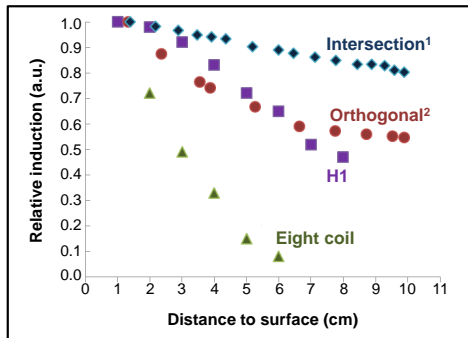 Relative induction (a.u.)
1.0
0.9
0.8
0.7
0.6
0.5
0.4
0.3
0.2
0.1
0.0
Intersection¹
Orthogonal²
H1
Eight coil
0 1 2 3 4 5 6 7 8 9 10 11
Distance to surface (cm)